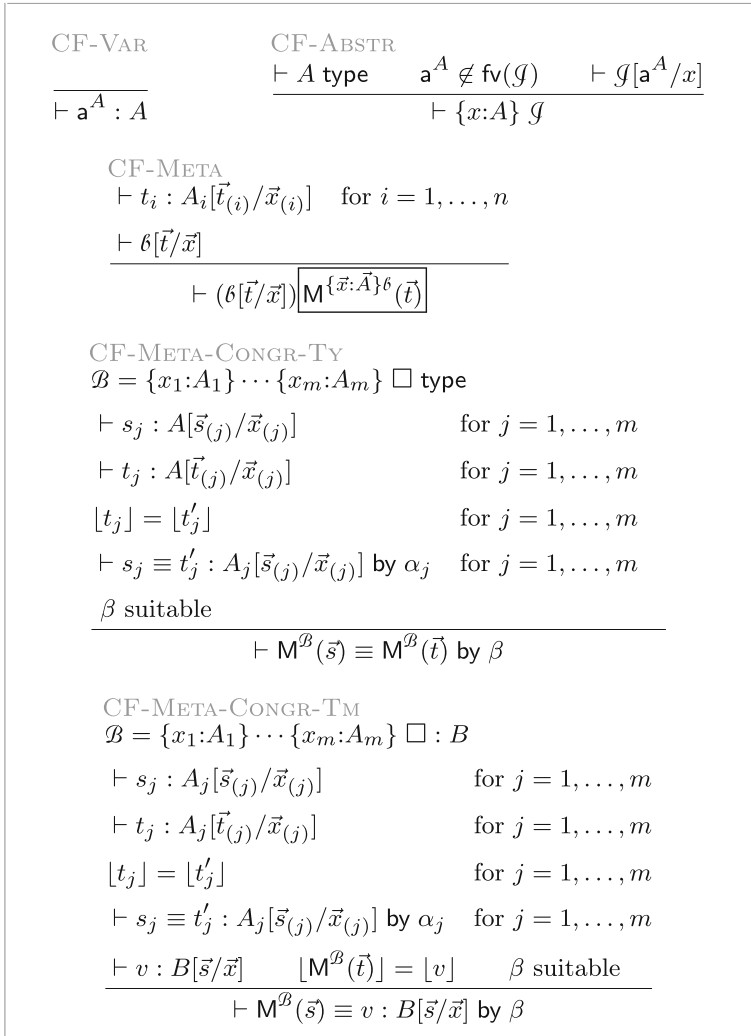 CF-VAR CF-ABSTR
⊢ A type a^A ∉ fv(𝒥) ⊢ 𝒥[a^A/x]
⊢ a^A : A ⊢ {x:A} 𝒥
CF-META
⊢ t_i : A_i[t⃗_(i)/x⃗_(i)] for i = 1, . . . , n
⊢ 𝒷[t⃗/x⃗]
⊢ (𝒷[t⃗/x⃗]) M^{x⃗:A⃗}𝒷(t⃗)
CF-META-CONGR-TY
ℬ = {x_1:A_1} · · · {x_m:A_m} □ type
⊢ s_j : A[s⃗_(j)/x⃗_(j)] for j = 1, . . . , m
⊢ t_j : A[t⃗_(j)/x⃗_(j)] for j = 1, . . . , m
⌊t_j⌋ = ⌊t′_j⌋ for j = 1, . . . , m
⊢ s_j ≡ t′_j : A_j[s⃗_(j)/x⃗_(j)] by α_j for j = 1, . . . , m
β suitable
⊢ M^ℬ(s⃗) ≡ M^ℬ(t⃗) by β
CF-META-CONGR-TM
ℬ = {x_1:A_1} · · · {x_m:A_m} □ : B
⊢ s_j : A_j[s⃗_(j)/x⃗_(j)] for j = 1, . . . , m
⊢ t_j : A_j[t⃗_(j)/x⃗_(j)] for j = 1, . . . , m
⌊t_j⌋ = ⌊t′_j⌋ for j = 1, . . . , m
⊢ s_j ≡ t′_j : A_j[s⃗_(j)/x⃗_(j)] by α_j for j = 1, . . . , m
⊢ v : B[s⃗/x⃗] ⌊M^ℬ(t⃗)⌋ = ⌊v⌋ β suitable
⊢ M^ℬ(s⃗) ≡ v : B[s⃗/x⃗] by β